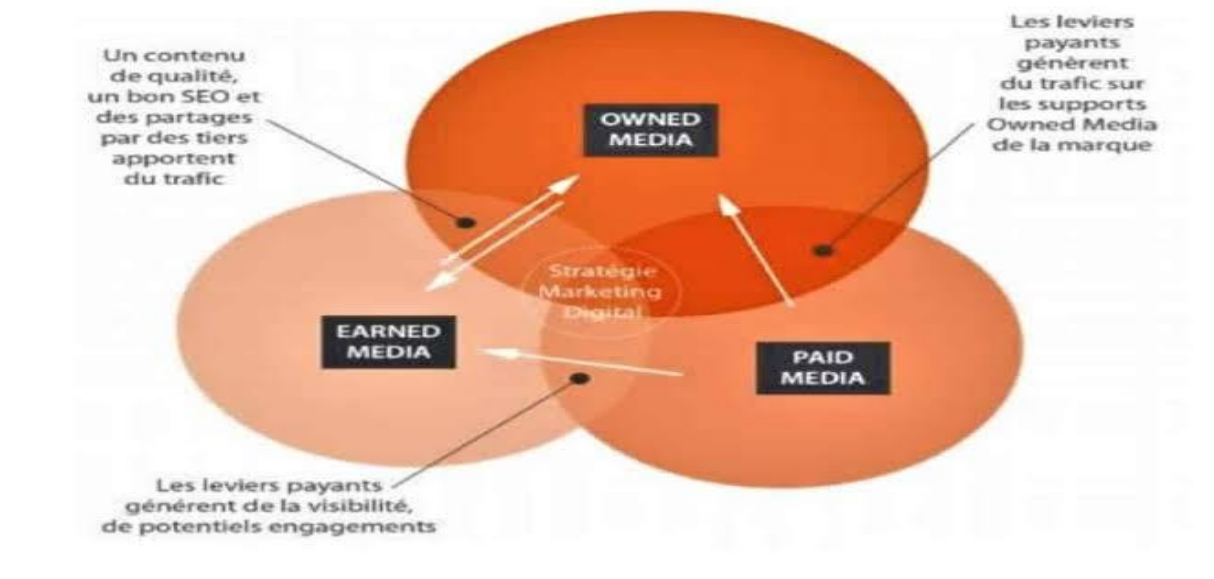 Un contenu
de qualité,
un bon SEO et
des partages
par des tiers
apportent
du trafic
Les leviers
payants
génèrent
du trafic sur
les supports
Owned Media
de la marque
OWNED
MEDIA
Stratégie
Marketing
Digital
EARNED
MEDIA
PAID
MEDIA
Les leviers payants
générent de la visibilité,
de potentiels engagements